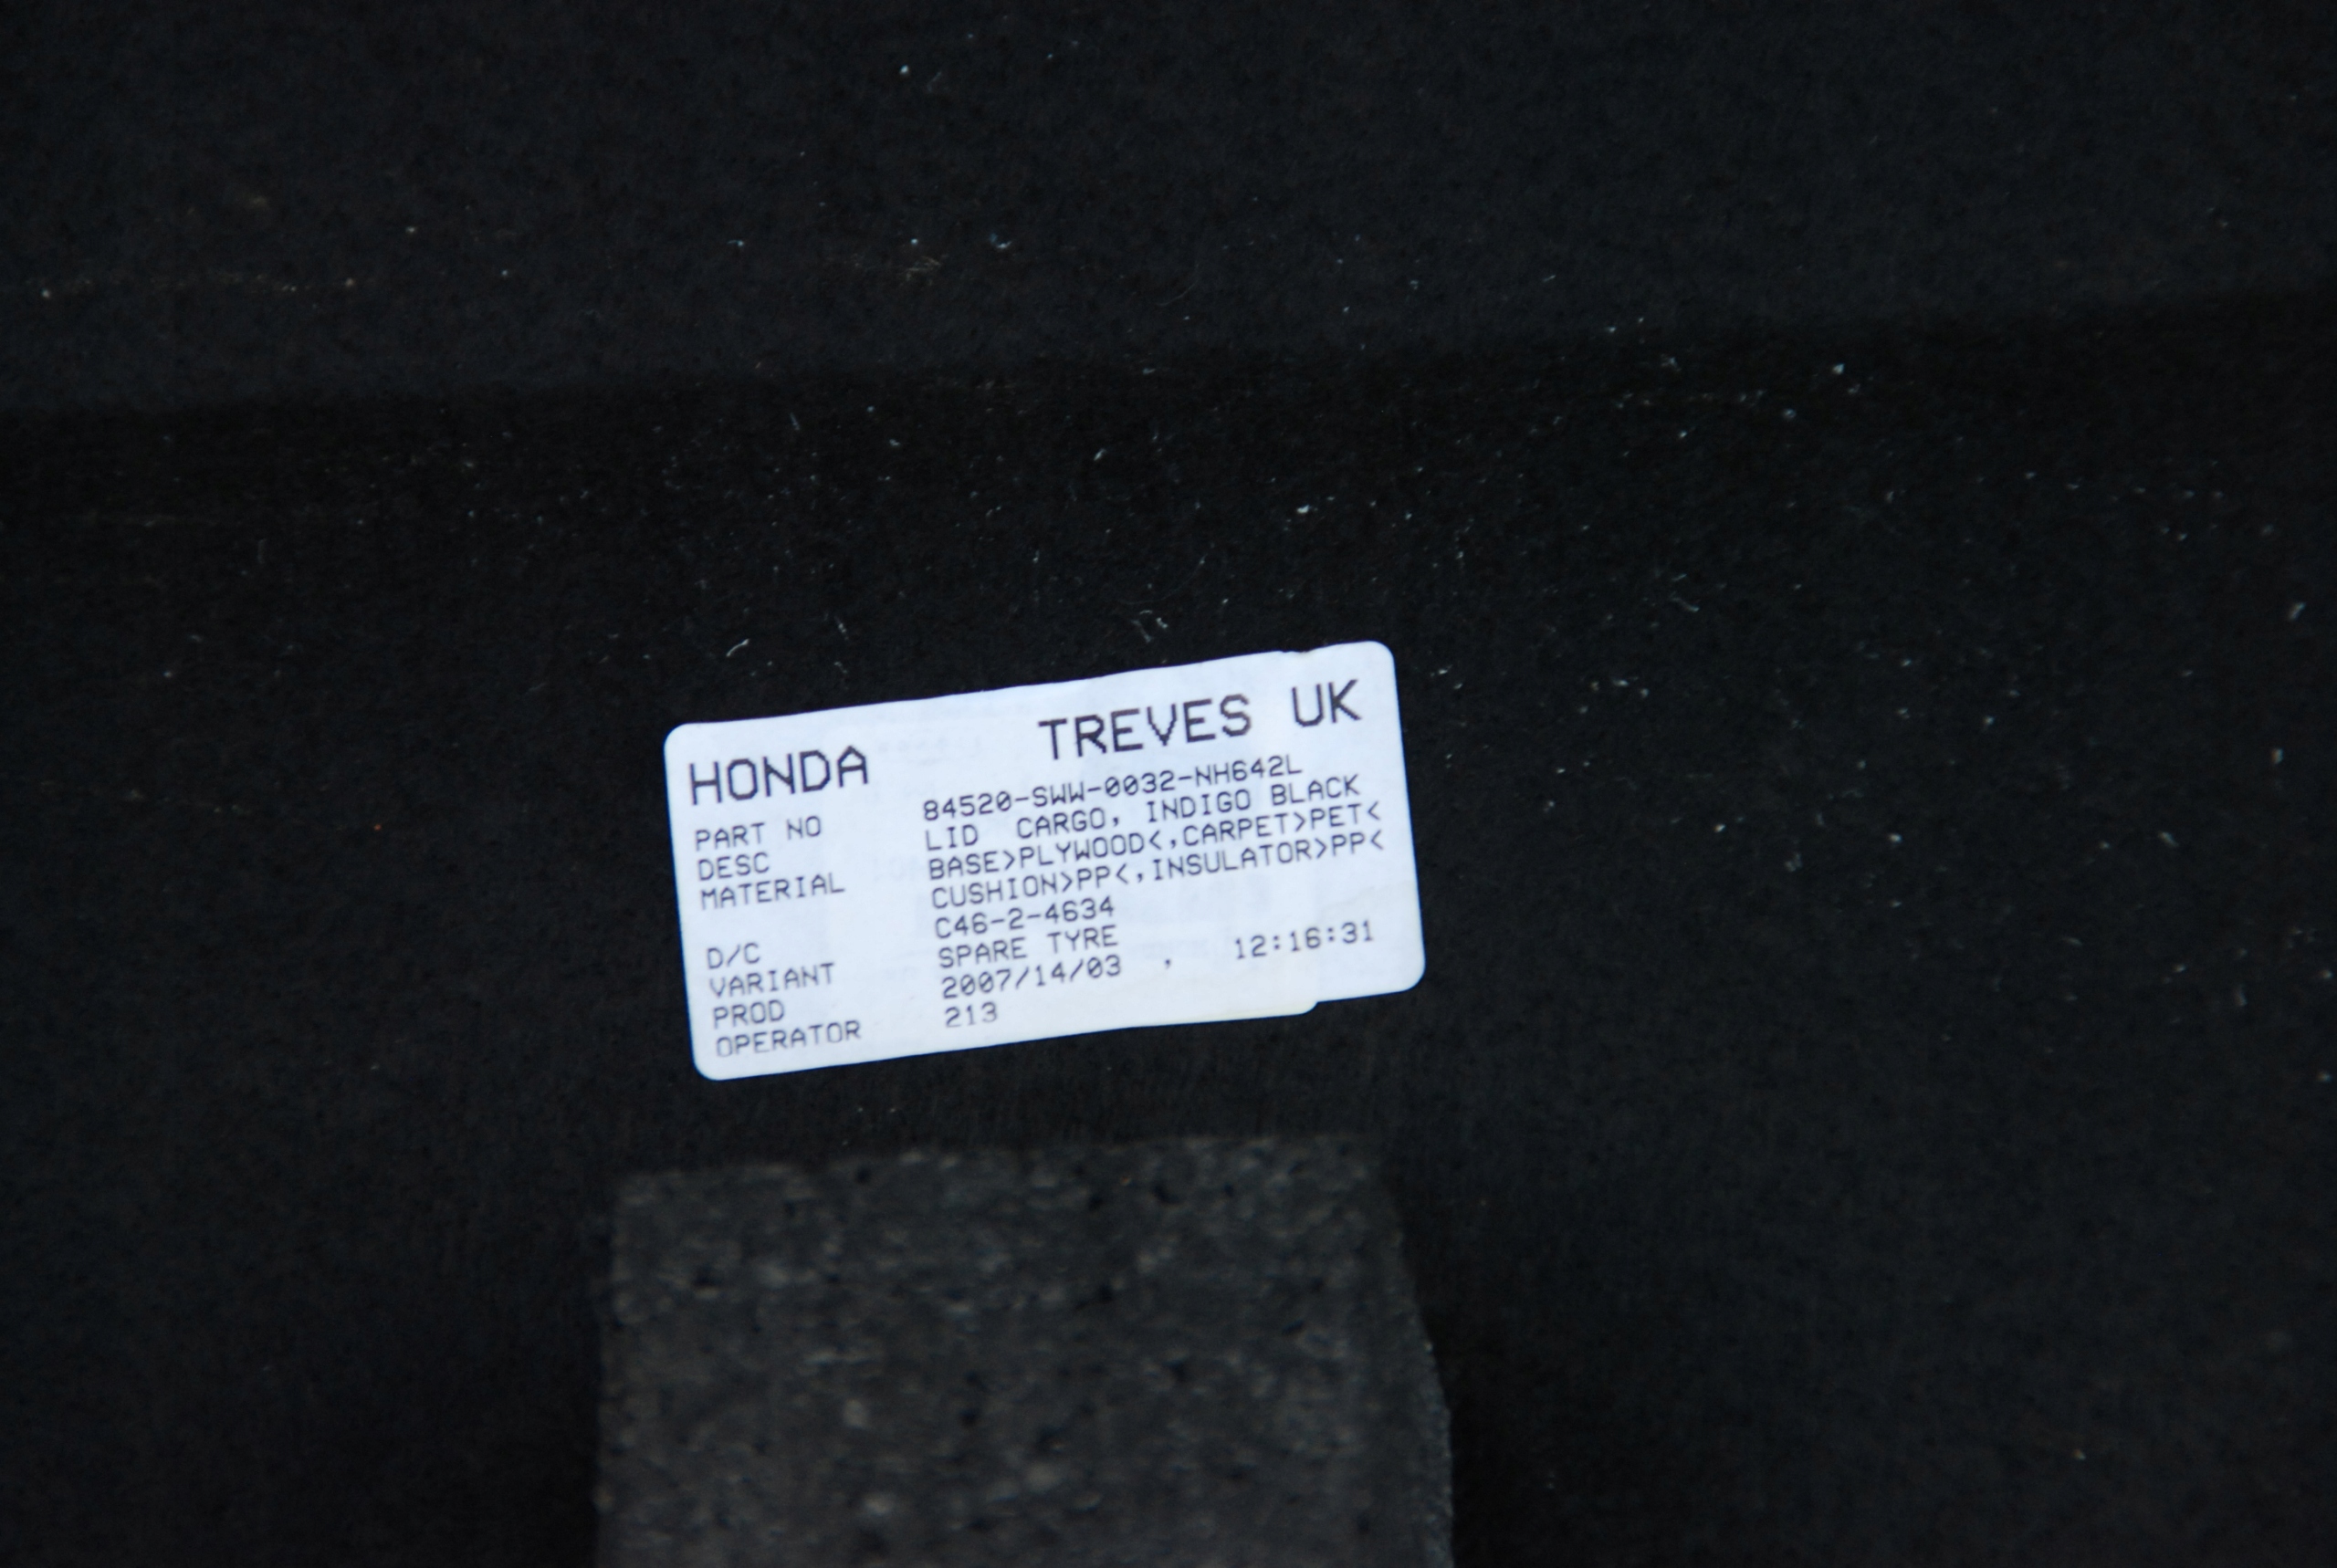 HONDA TREVES UK
PART NO 84520-SWW-0032-NH642L
DESC LID CARGO, INDIGO BLACK
MATERIAL BASE>PLYWOOD<,CARPET>PET<
CUSHION>PP<,INSULATOR>PP<
D/C C46-2-4634
VARIANT SPARE TYRE
PROD 2007/14/03 , 12:16:31
OPERATOR 213